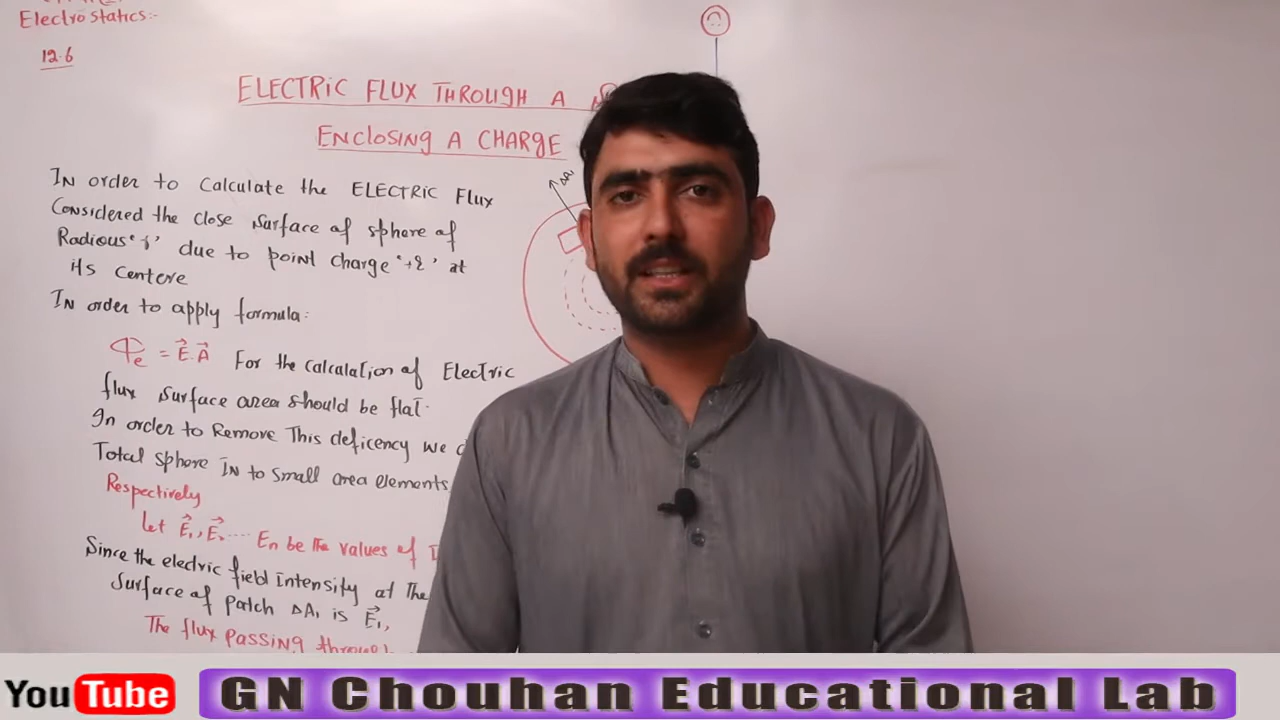 Electrostatics:-
12.6
ELECTRIC FLUX THROUGH A
ENCLOSING A CHARGE
IN order to Calculate the ELECTRIC Flux
Considered the close surface of sphere of
Radious 'r' due to point charge '+q' at
its Centere
IN order to apply formula:
Φe = E⃗.A⃗ For the calcalation of Electric
flux surface area should be flat.
In order to Remove This deficency we
Total sphere IN to small area elements
Respectively
let E⃗₁, E⃗₂ ---- En be the values of
Since the electric field intensity at the
Surface of patch ΔA₁ is E⃗₁,
The flux passing through
YouTube GN Chouhan Educational Lab